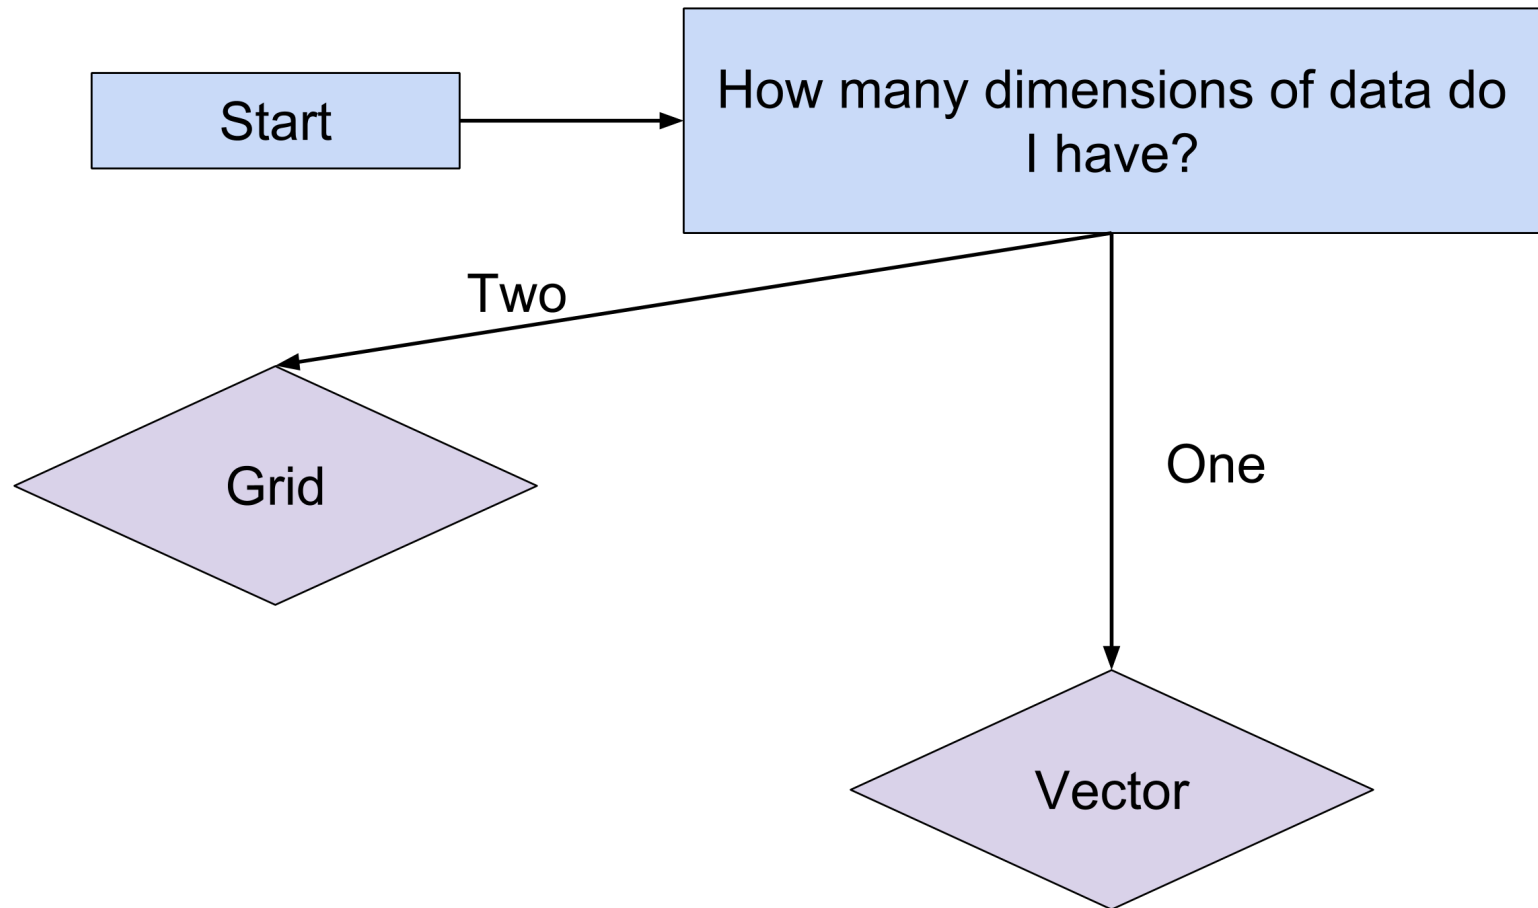 Start
How many dimensions of data do
I have?
Two
Grid
One
Vector